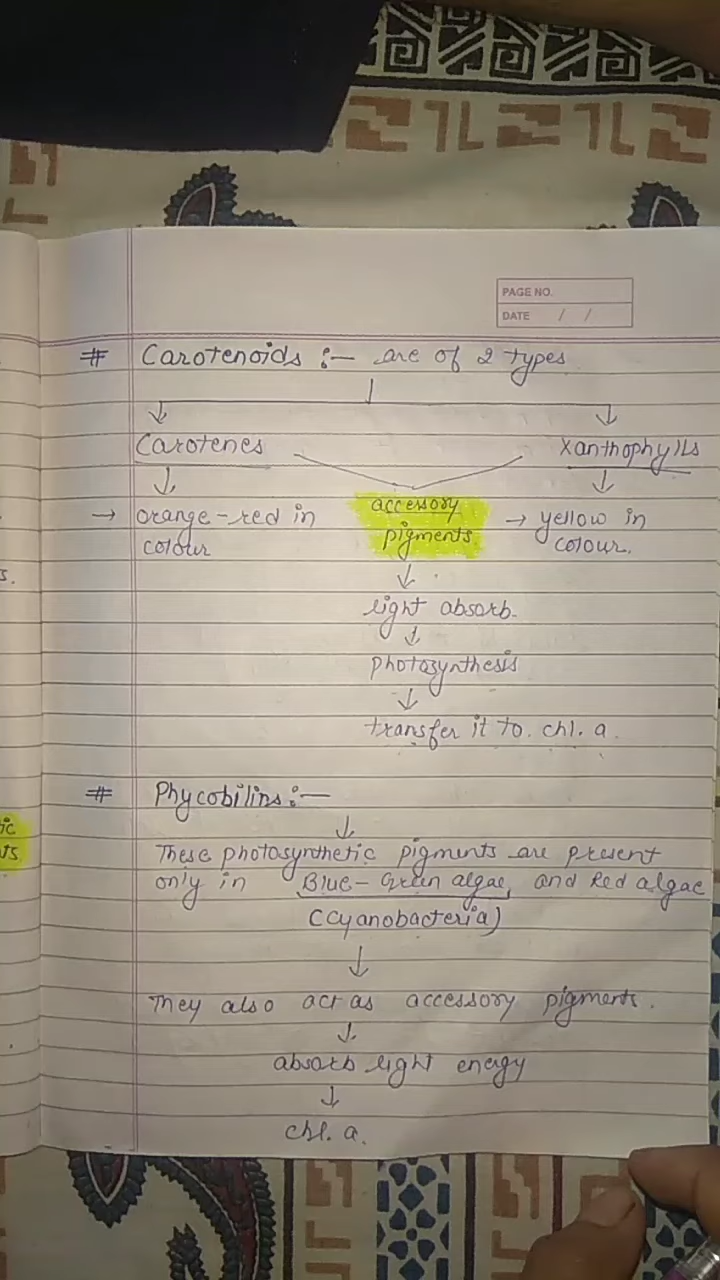 PAGE NO.
DATE / /
# Carotenoids :— are of 2 types
Carotenes
Xanthophylls
→ orange-red in
colour
accessory
pigments
→ yellow in
colour.
light absorb.
photosynthesis
transfer it to. chl. a.
# Phycobilins :—
These photosynthetic pigments are present
only in Blue-Green algae, and Red algae
(Cyanobacteria)
They also act as accessory pigments.
absorb light energy
chl. a.
s.
ic
ts